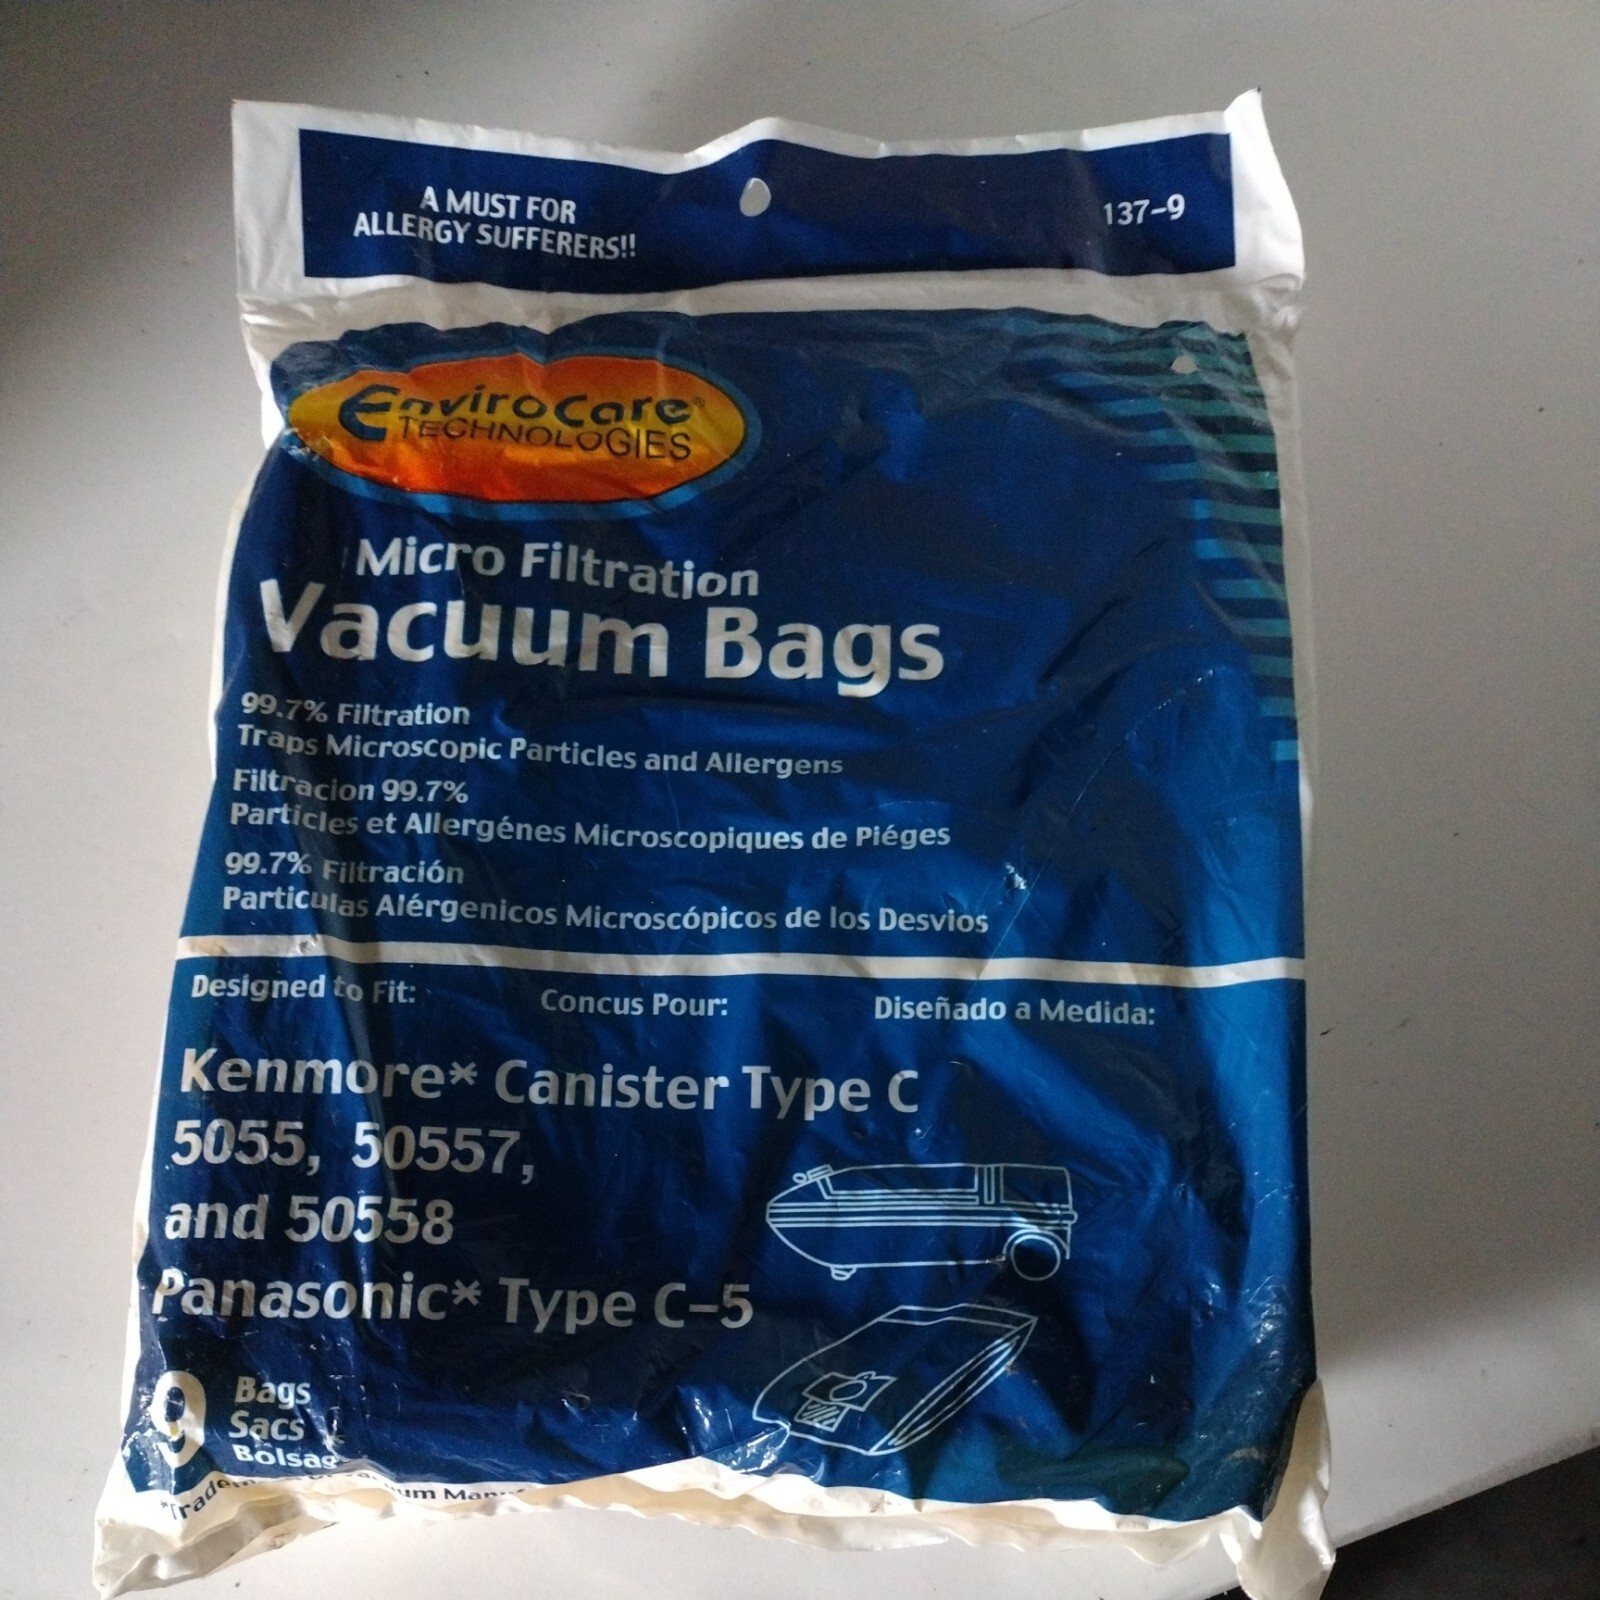 A MUST FOR
ALLERGY SUFFERERS!!
137-9
EnviroCare®
TECHNOLOGIES
Micro Filtration
Vacuum Bags
99.7% Filtration
Traps Microscopic Particles and Allergens
Filtracion 99.7%
Particles et Allergénes Microscopiques de Piéges
99.7% Filtración
Particulas Alérgenicos Microscópicos de los Desvios
Designed to Fit:
Concus Pour:
Diseñado a Medida:
Kenmore* Canister Type C
5055, 50557,
and 50558
Panasonic* Type C-5
9
Bags
Sacs
Bolsas